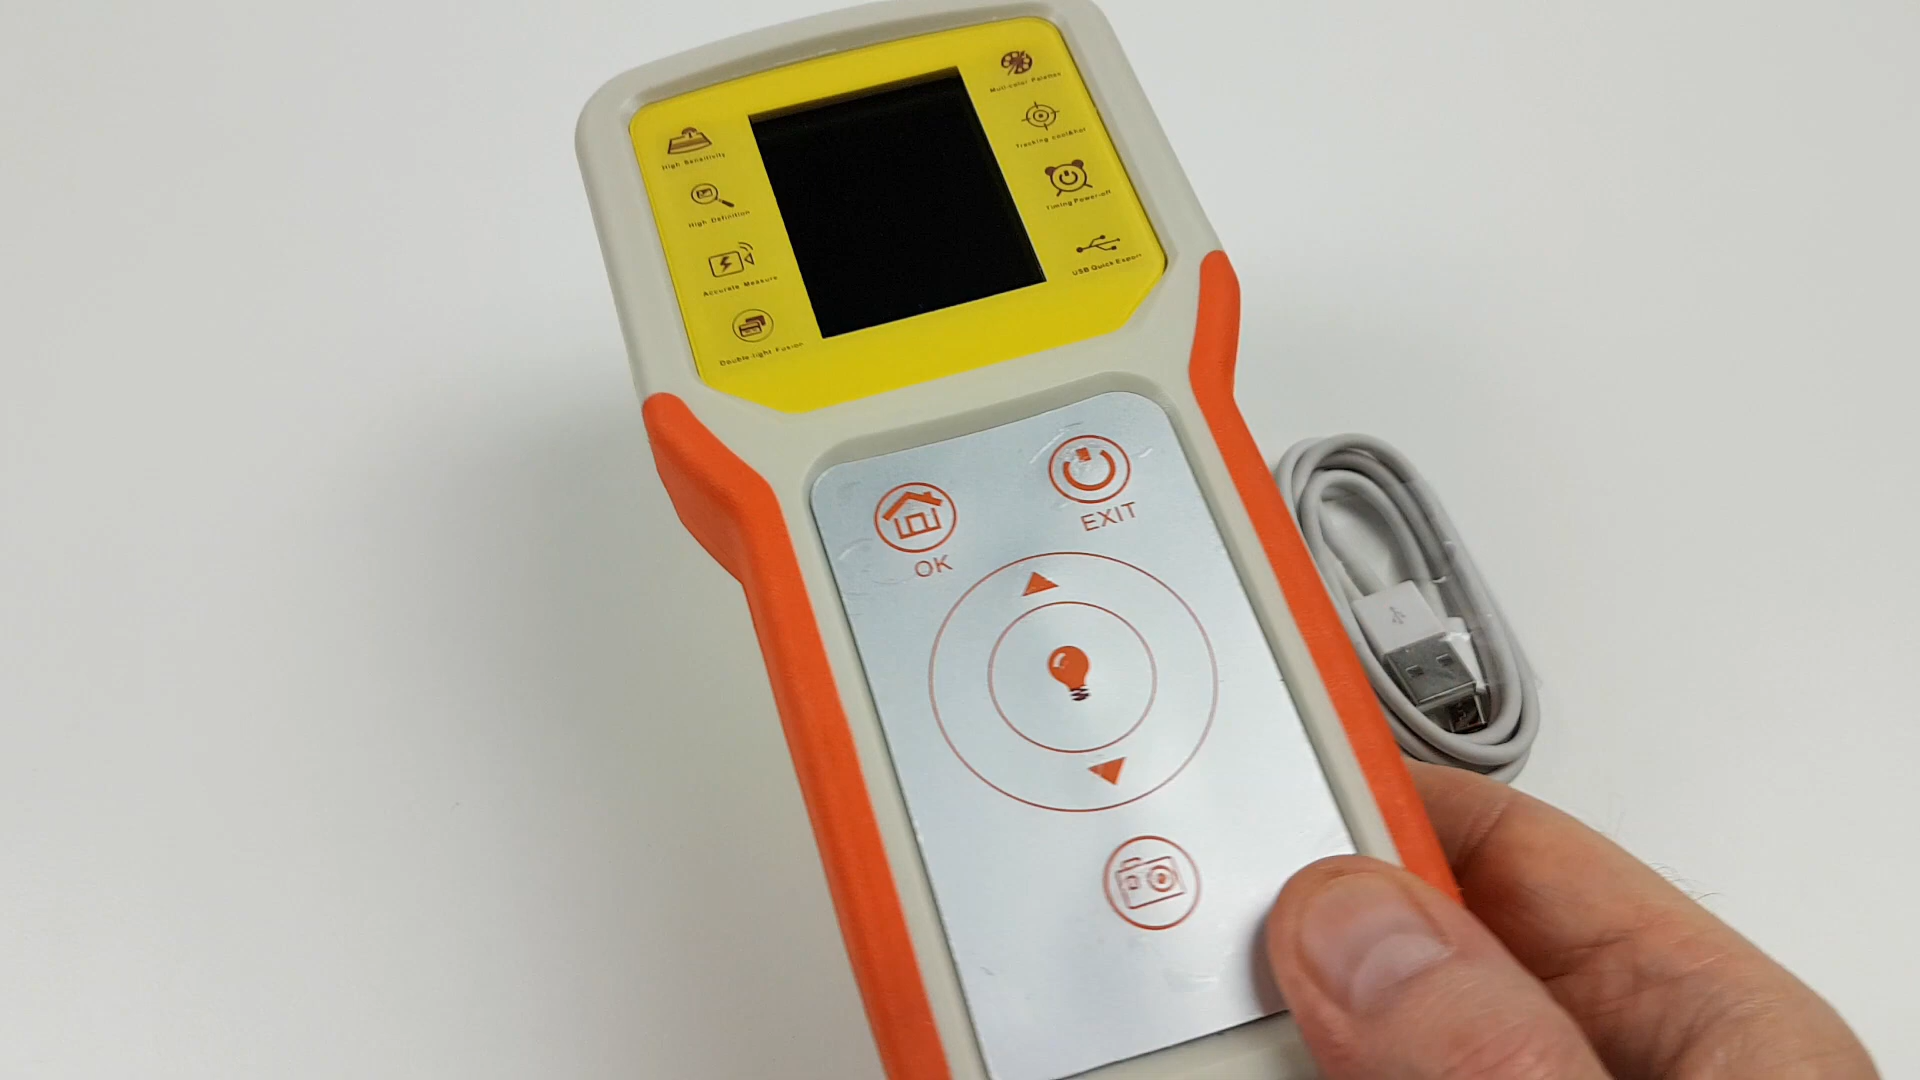 High Sensitivity
High Definition
Accurate Measure
Double-light Fusion
Multi-color Palettes
Tracking cool&hot
Timing Power-off
USB Quick Export
OK
EXIT